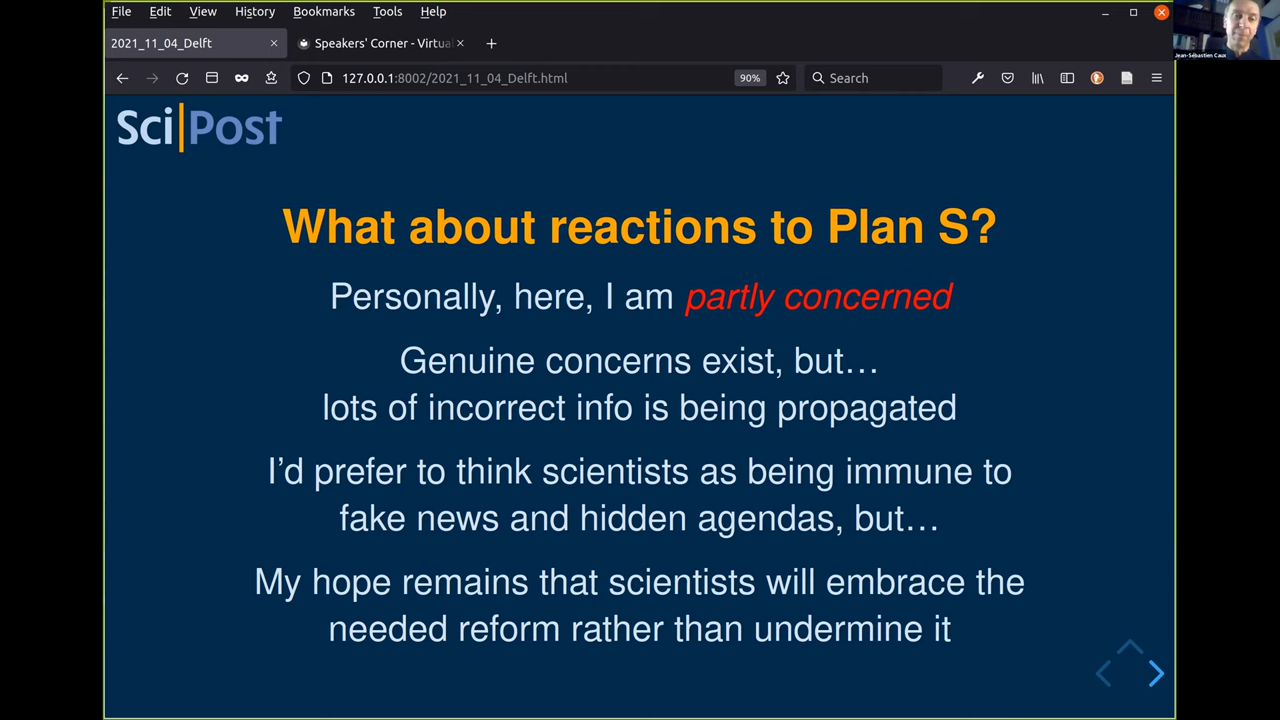 File Edit View History Bookmarks Tools Help
2021_11_04_Delft
Speakers' Corner - Virtua
127.0.0.1:8002/2021_11_04_Delft.html
90%
Search
Jean-Sébastien Caux
Sci|Post
What about reactions to Plan S?
Personally, here, I am partly concerned
Genuine concerns exist, but…
lots of incorrect info is being propagated
I’d prefer to think scientists as being immune to
fake news and hidden agendas, but…
My hope remains that scientists will embrace the
needed reform rather than undermine it